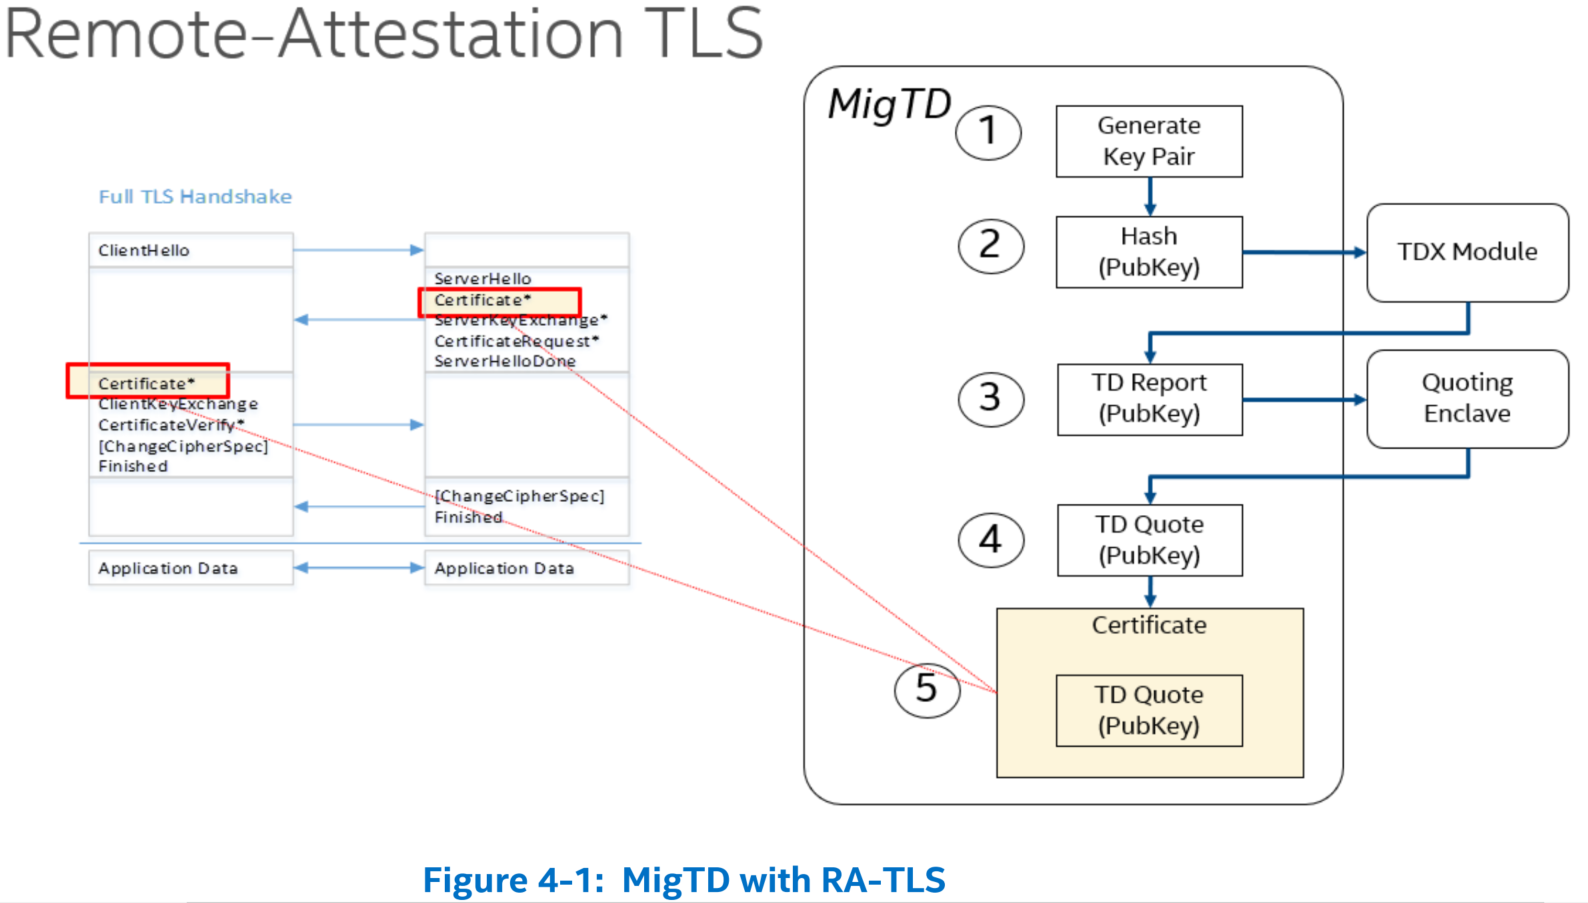 Remote-Attestation TLS
Full TLS Handshake
ClientHello
ServerHello
Certificate*
ServerKeyExchange*
CertificateRequest*
ServerHelloDone
Certificate*
ClientKeyExchange
CertificateVerify*
[ChangeCipherSpec]
Finished
[ChangeCipherSpec]
Finished
Application Data
Application Data
MigTD
1
Generate
Key Pair
2
Hash
(PubKey)
TDX Module
3
TD Report
(PubKey)
Quoting
Enclave
4
TD Quote
(PubKey)
Certificate
5
TD Quote
(PubKey)
Figure 4-1: MigTD with RA-TLS